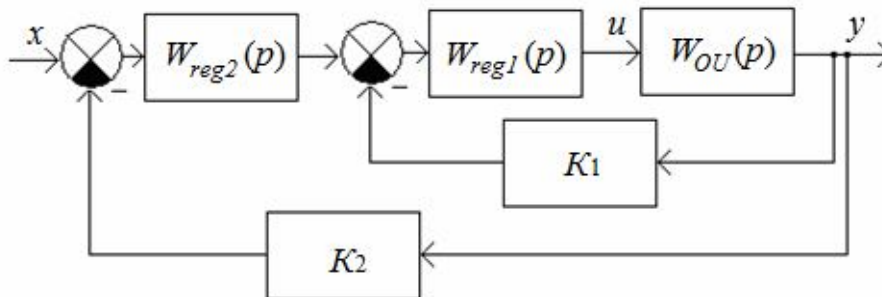 x
W_reg2(p)
W_reg1(p)
u
W_OU(p)
y
–
–
K1
K2